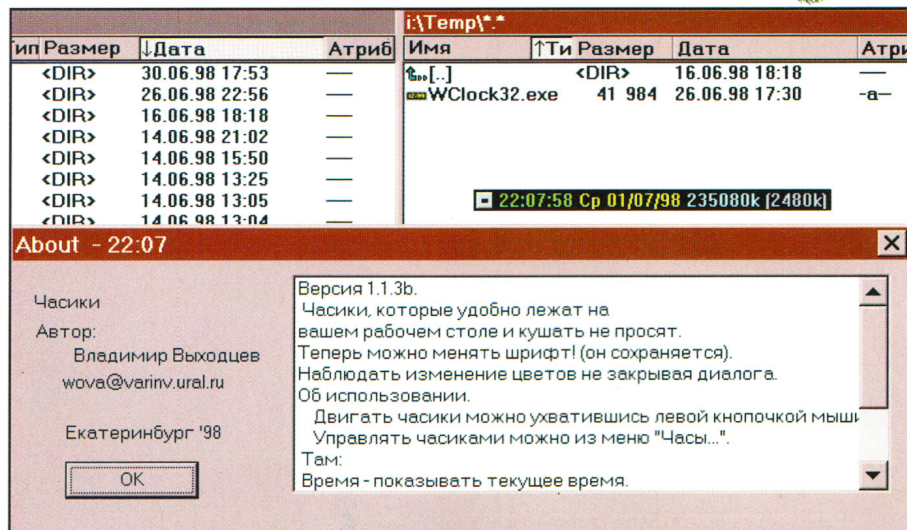 i:\Temp\*.*
ип Размер ↓Дата Атриб
<DIR> 30.06.98 17:53 —
<DIR> 26.06.98 22:56 —
<DIR> 16.06.98 18:18 —
<DIR> 14.06.98 21:02 —
<DIR> 14.06.98 15:50 —
<DIR> 14.06.98 13:25 —
<DIR> 14.06.98 13:05 —
<DIR> 14.06.98 13:04 —
Имя ↑Ти Размер Дата Атри
[..] <DIR> 16.06.98 18:18 —
WClock32.exe 41 984 26.06.98 17:30 -a—
22:07:58 Ср 01/07/98 235080k [2480k]
About - 22:07
Часики
Автор:
Владимир Выходцев
wova@varinv.ural.ru
Екатеринбург '98
OK
Версия 1.1.3b.
Часики, которые удобно лежат на
вашем рабочем столе и кушать не просят.
Теперь можно менять шрифт! (он сохраняется).
Наблюдать изменение цветов не закрывая диалога.
Об использовании.
Двигать часики можно ухватившись левой кнопочкой мыши
Управлять часиками можно из меню "Часы...".
Там:
Время - показывать текущее время.